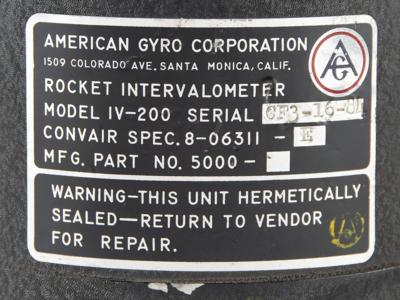 AMERICAN GYRO CORPORATION
1509 COLORADO AVE. SANTA MONICA, CALIF.
ROCKET INTERVALOMETER
MODEL IV-200 SERIAL
CONVAIR SPEC. 8-06311 - E
MFG. PART NO. 5000-
WARNING-THIS UNIT HERMETICALLY
SEALED-RETURN TO VENDOR
FOR REPAIR.